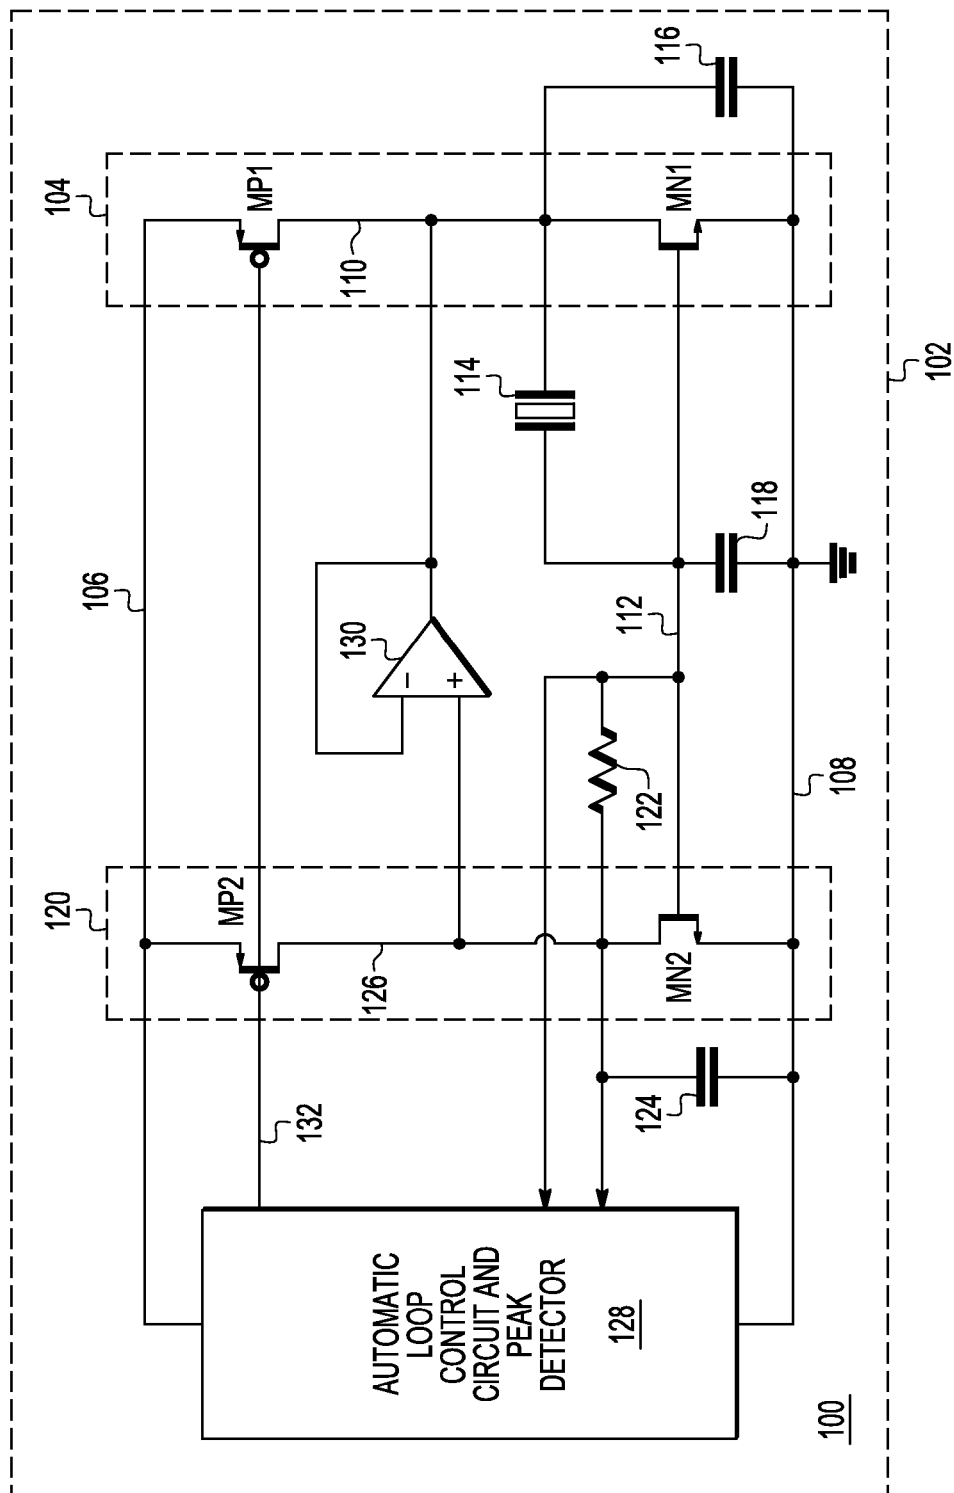 120
104
106
MP2
MP1
132
126
130
110
AUTOMATIC
LOOP
CONTROL
CIRCUIT AND
PEAK
DETECTOR
128
114
112
124
122
116
MN2
MN1
118
100
108
102